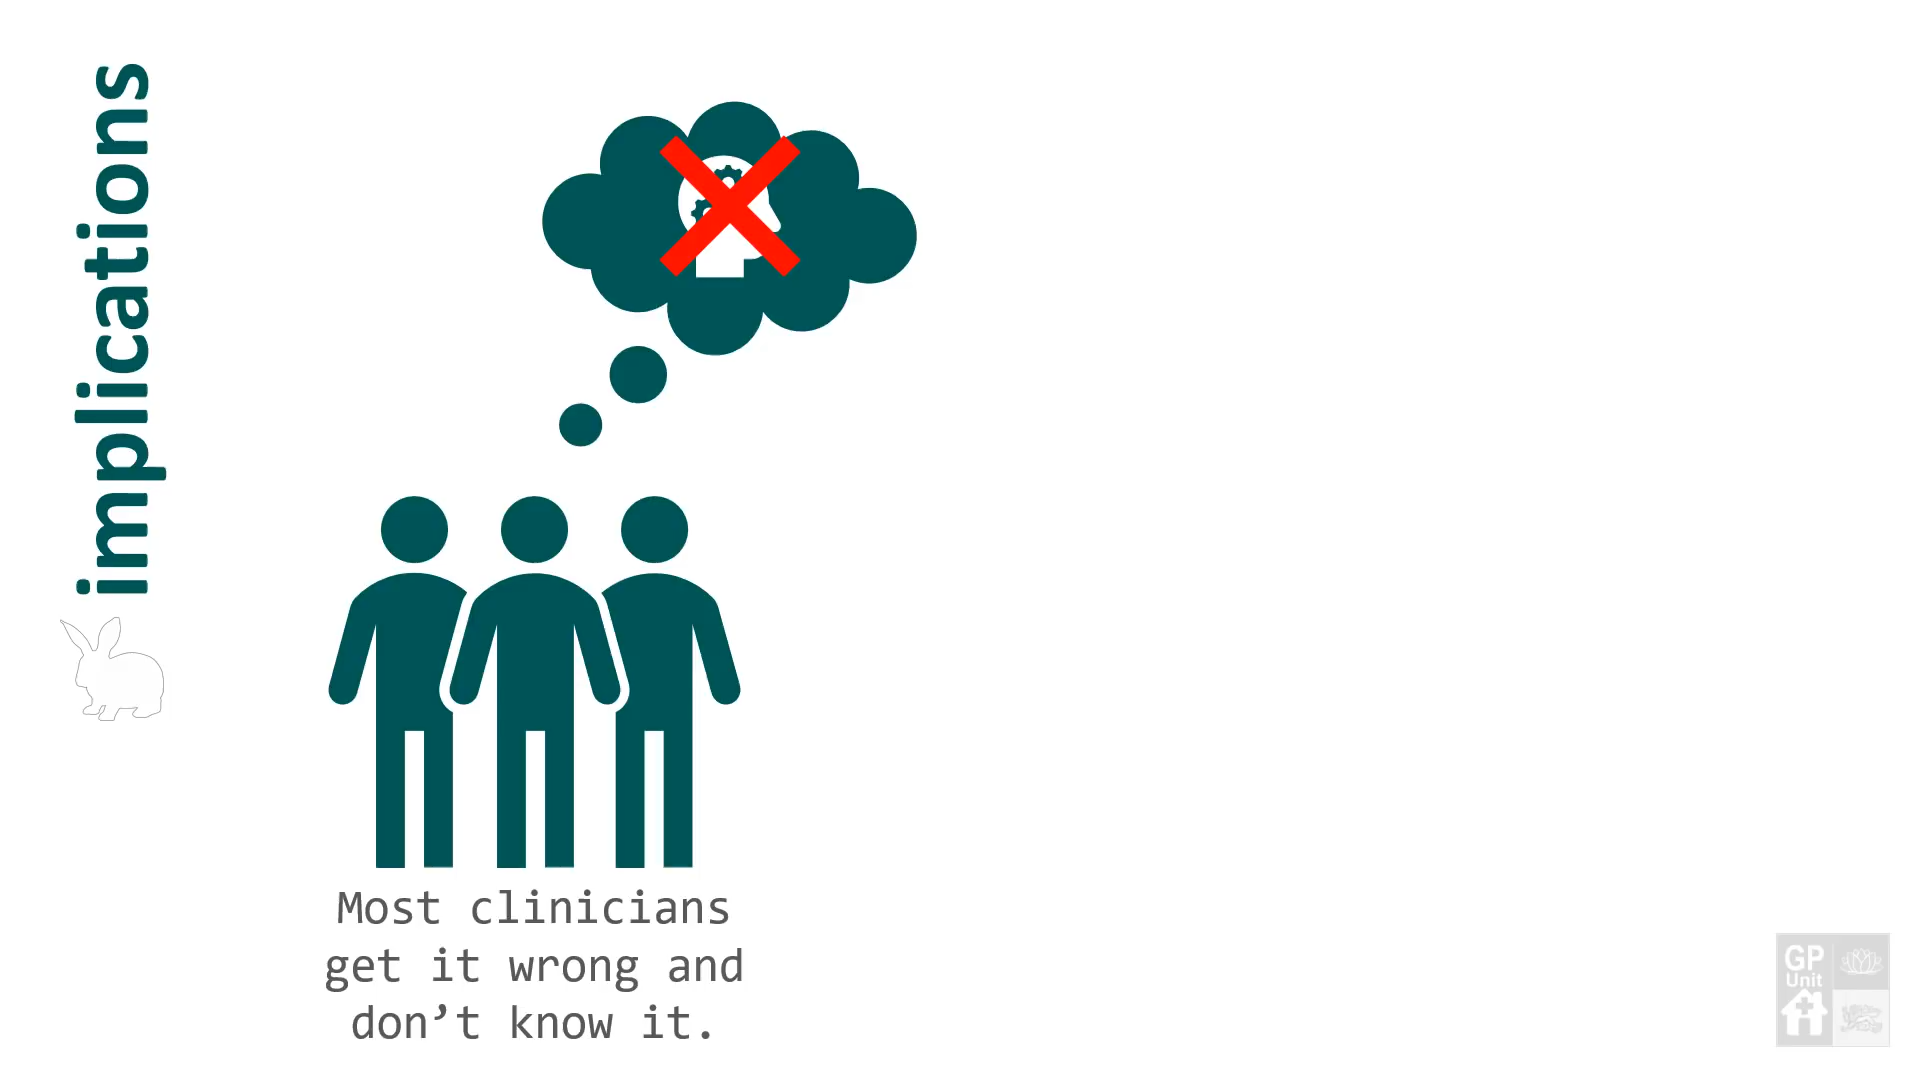 implications
Most clinicians
get it wrong and
don’t know it.
GP
Unit